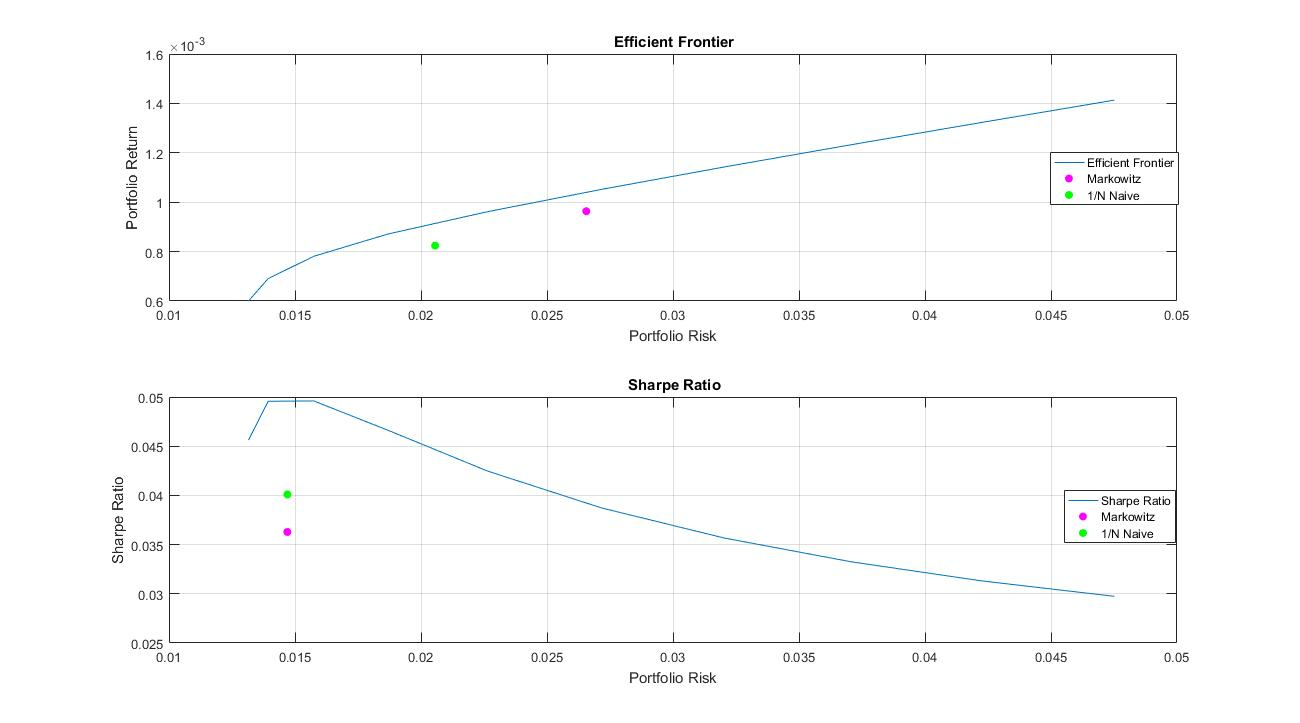 Efficient Frontier
×10-3
1.6
1.4
1.2
1
0.8
0.6
Portfolio Return
Efficient Frontier
Markowitz
1/N Naive
0.01 0.015 0.02 0.025 0.03 0.035 0.04 0.045 0.05
Portfolio Risk
Sharpe Ratio
0.05
0.045
0.04
0.035
0.03
0.025
Sharpe Ratio
Sharpe Ratio
Markowitz
1/N Naive
0.01 0.015 0.02 0.025 0.03 0.035 0.04 0.045 0.05
Portfolio Risk